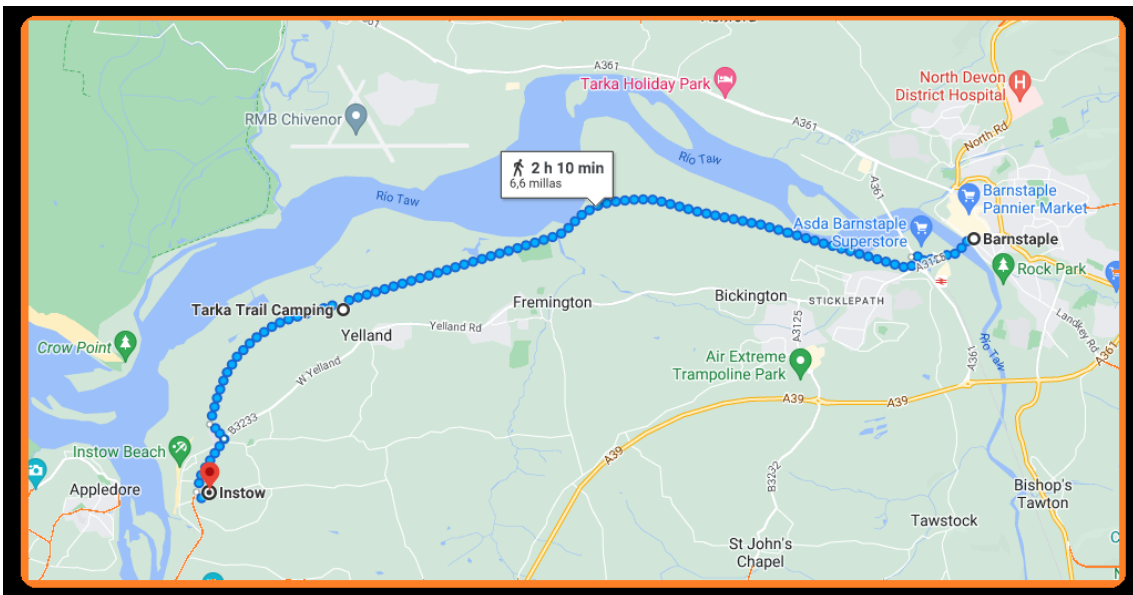 A361
Tarka Holiday Park
North Devon
District Hospital
RMB Chivenor
A361
North Rd
2 h 10 min
6,6 millas
Río Taw
A361
Río Taw
Barnstaple
Pannier Market
Asda Barnstaple
Superstore
Barnstaple
A3125
Rock Park
Tarka Trail Camping
Fremington
Bickington
STICKLEPATH
Yelland
Yelland Rd
A3125
Landkey Rd
Crow Point
Río Taw
A361
A361
W Yelland
Air Extreme
Trampoline Park
A39
A39
B3233
Instow Beach
A39
Instow
Appledore
B3232
Bishop's
Tawton
Tawstock
St John's
Chapel